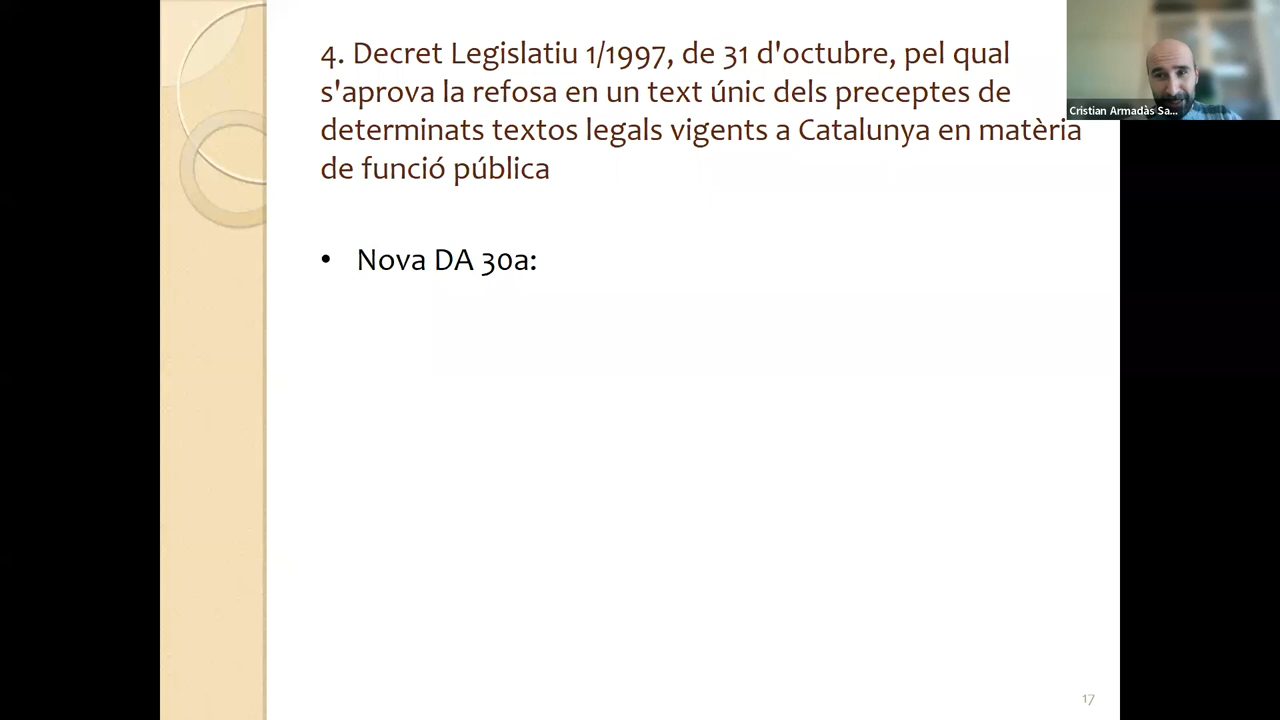 4. Decret Legislatiu 1/1997, de 31 d'octubre, pel qual
s'aprova la refosa en un text únic dels preceptes de
determinats textos legals vigents a Catalunya en matèria
de funció pública
Cristian Armadàs Sa...
• Nova DA 30a:
17